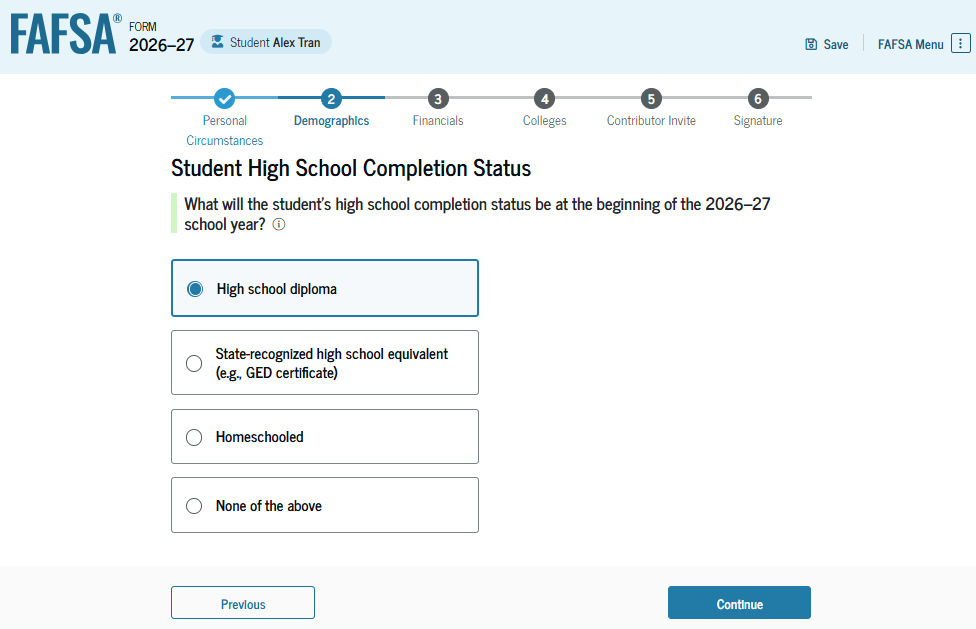 FAFSA® FORM
2026–27
Student Alex Tran
Save
FAFSA Menu
2
3
4
5
6
Personal
Circumstances
Demographics
Financials
Colleges
Contributor Invite
Signature
Student High School Completion Status
What will the student's high school completion status be at the beginning of the 2026–27
school year?
High school diploma
State-recognized high school equivalent
(e.g., GED certificate)
Homeschooled
None of the above
Previous
Continue